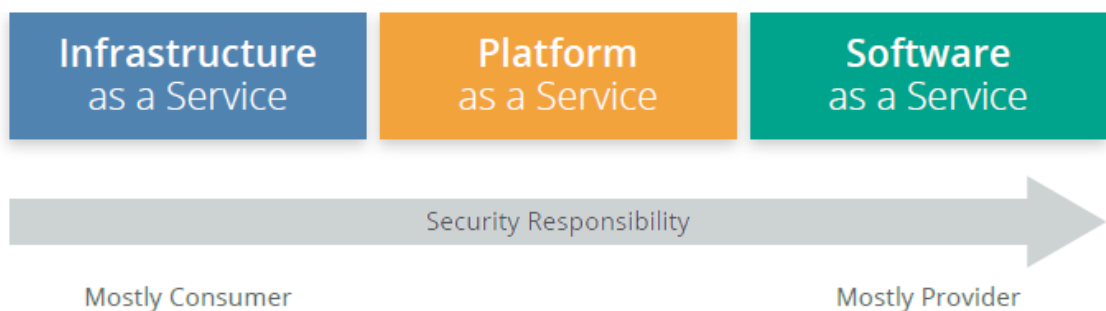 Infrastructure
as a Service
Platform
as a Service
Software
as a Service
Security Responsibility
Mostly Consumer
Mostly Provider